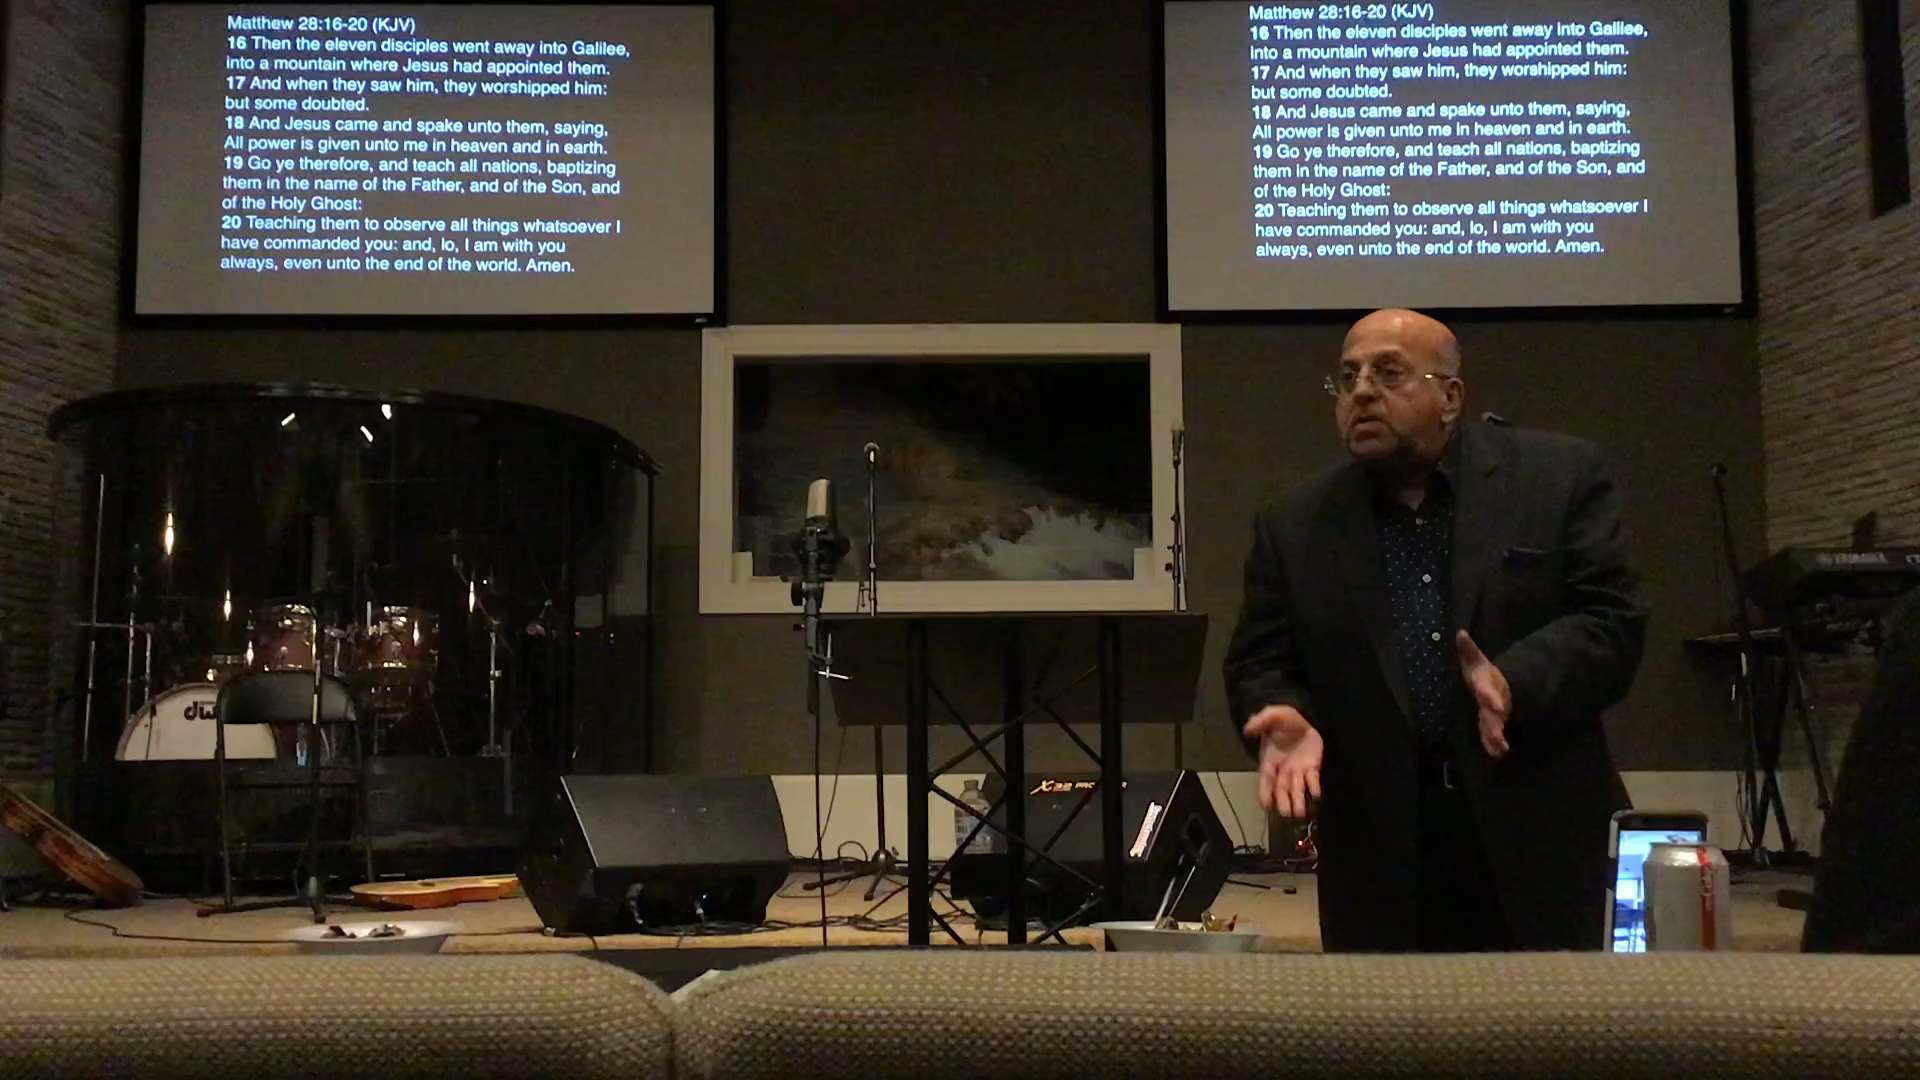 Matthew 28:16-20 (KJV)
16 Then the eleven disciples went away into Galilee,
into a mountain where Jesus had appointed them.
17 And when they saw him, they worshipped him:
but some doubted.
18 And Jesus came and spake unto them, saying,
All power is given unto me in heaven and in earth.
19 Go ye therefore, and teach all nations, baptizing
them in the name of the Father, and of the Son, and
of the Holy Ghost:
20 Teaching them to observe all things whatsoever I
have commanded you: and, lo, I am with you
always, even unto the end of the world. Amen.
Matthew 28:16-20 (KJV)
16 Then the eleven disciples went away into Galilee,
into a mountain where Jesus had appointed them.
17 And when they saw him, they worshipped him:
but some doubted.
18 And Jesus came and spake unto them, saying,
All power is given unto me in heaven and in earth.
19 Go ye therefore, and teach all nations, baptizing
them in the name of the Father, and of the Son, and
of the Holy Ghost:
20 Teaching them to observe all things whatsoever I
have commanded you: and, lo, I am with you
always, even unto the end of the world. Amen.
dw
X32